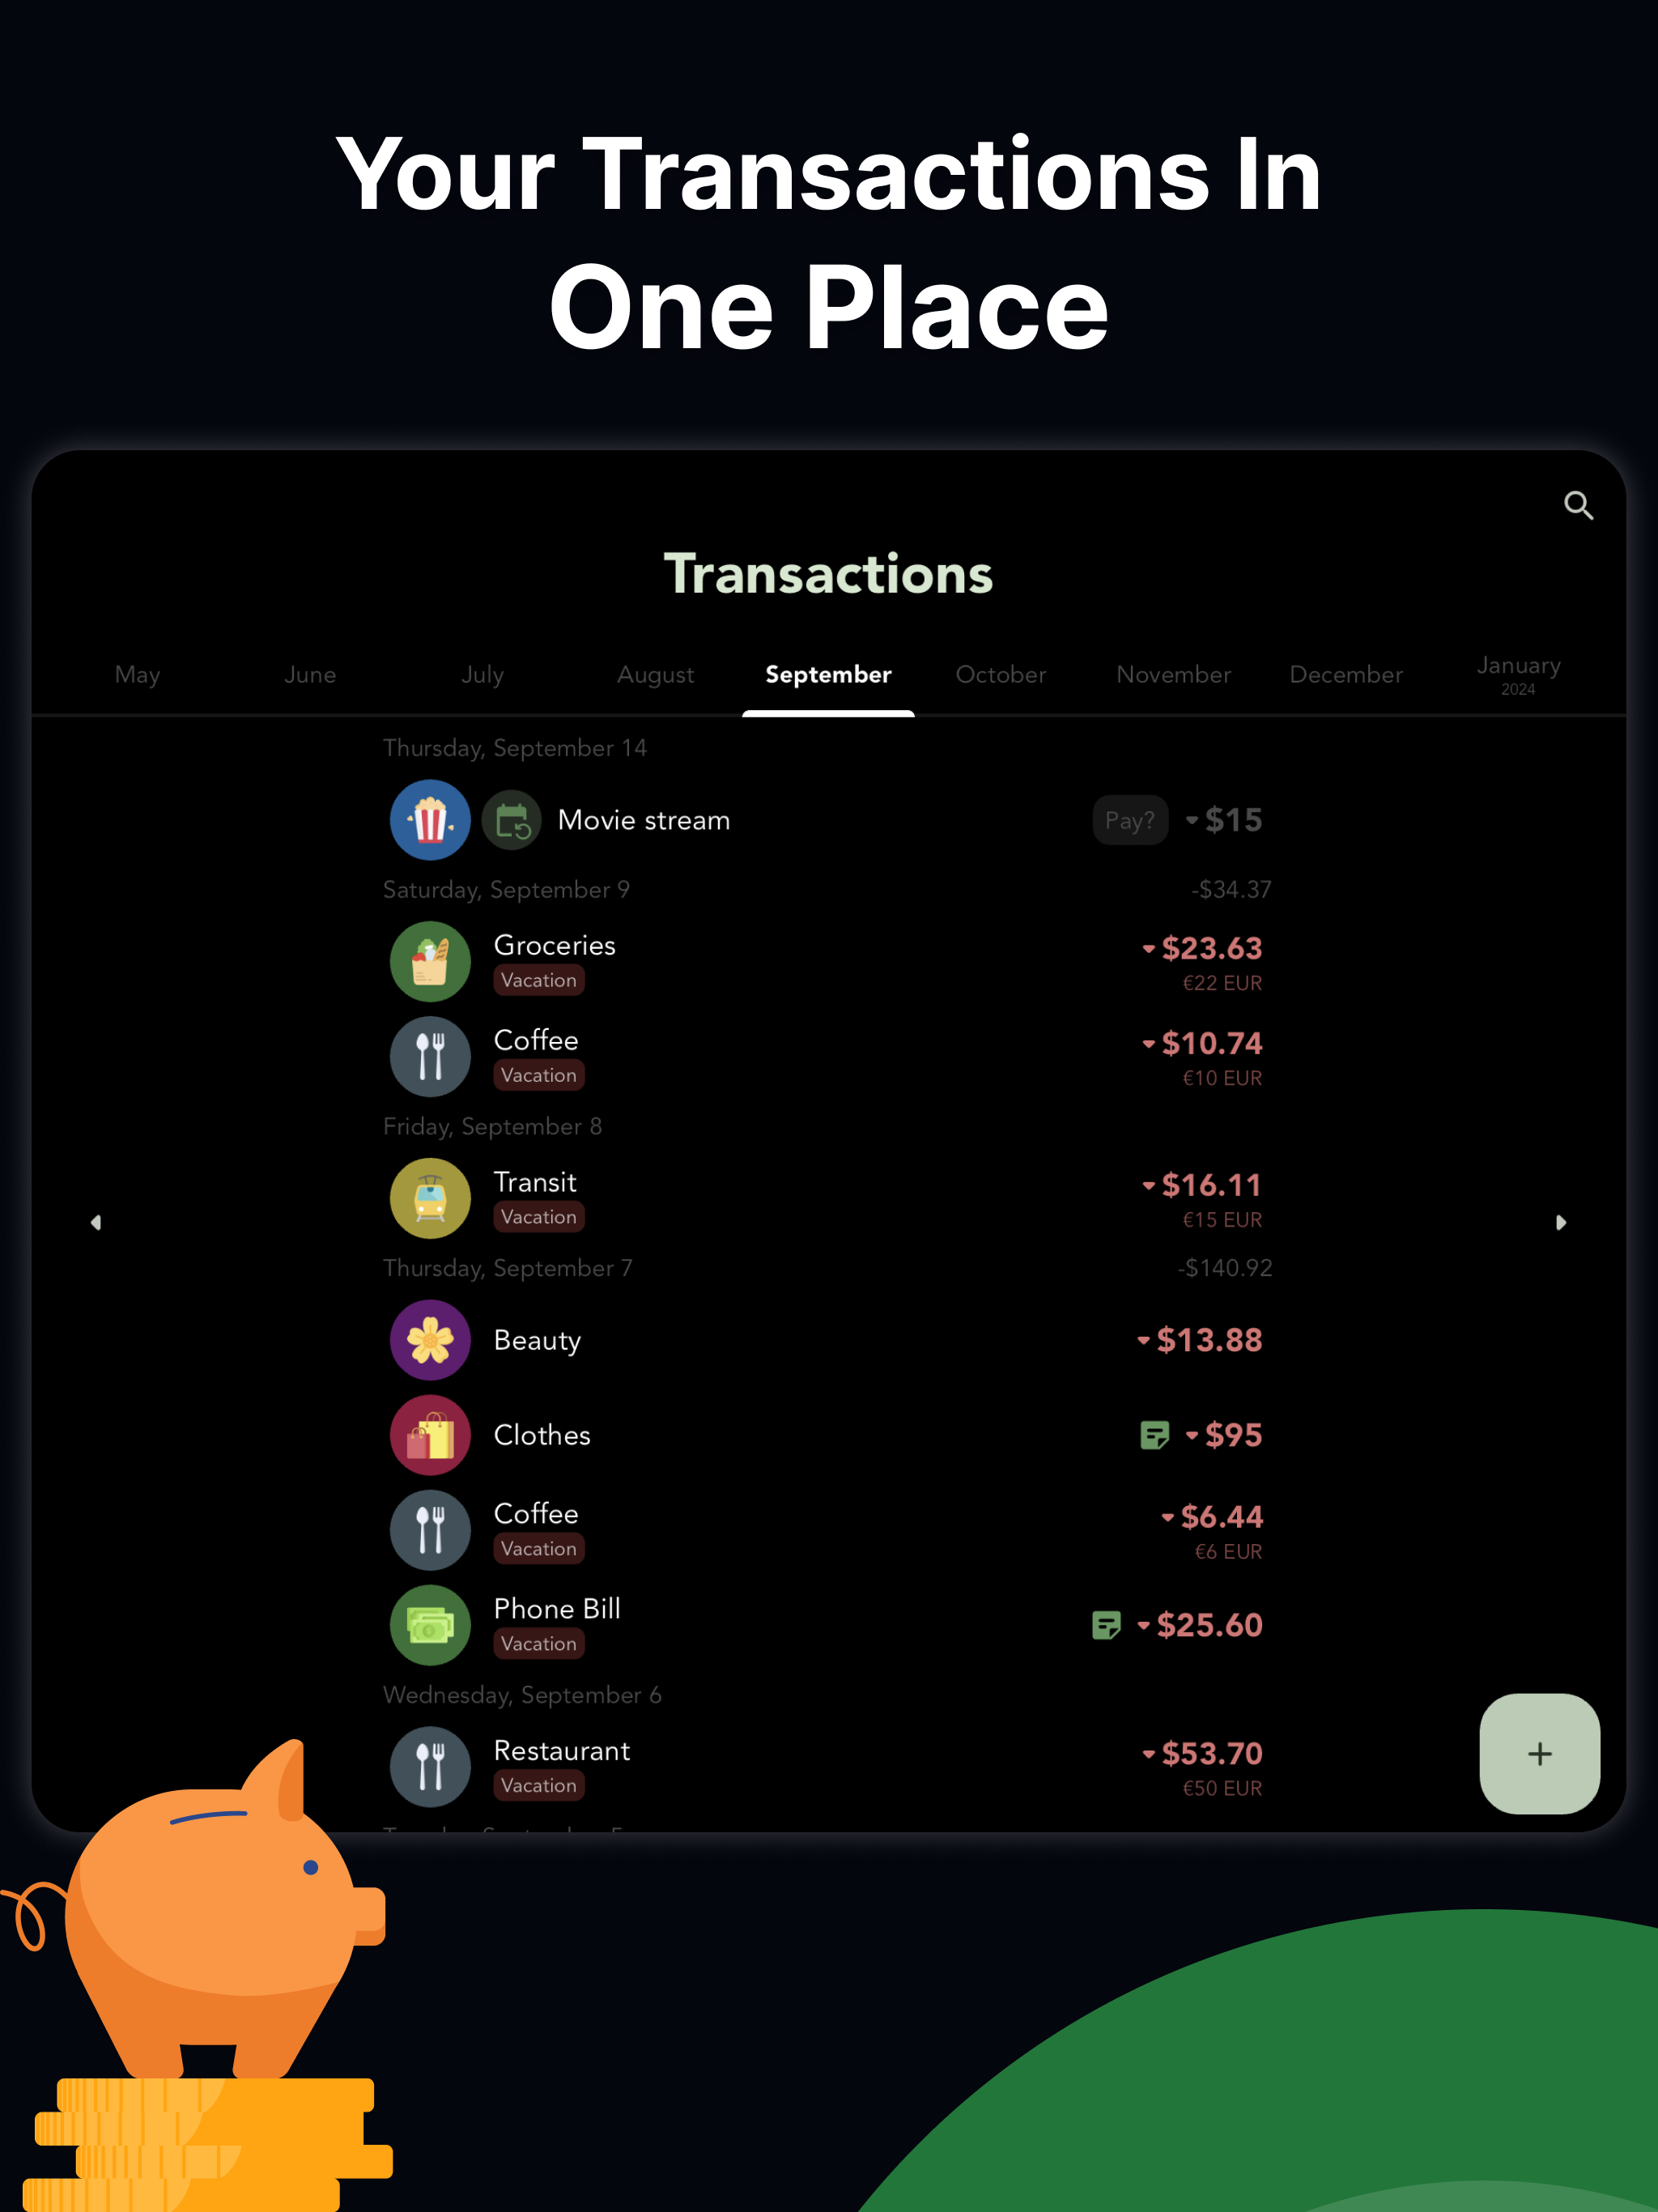 Your Transactions In
One Place
Transactions
May June July August September October November December January
2024
Thursday, September 14
Movie stream Pay? $15
Saturday, September 9 -$34.37
Groceries $23.63
Vacation €22 EUR
Coffee $10.74
Vacation €10 EUR
Friday, September 8
Transit $16.11
Vacation €15 EUR
Thursday, September 7 -$140.92
Beauty $13.88
Clothes $95
Coffee $6.44
Vacation €6 EUR
Phone Bill $25.60
Vacation
Wednesday, September 6
Restaurant $53.70
Vacation €50 EUR